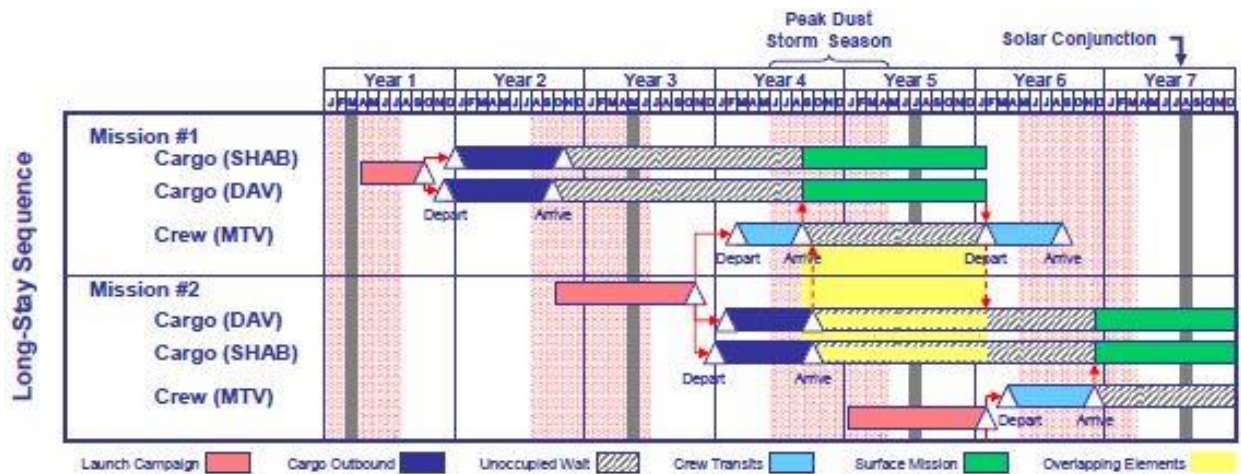 Peak Dust
Storm Season
Solar Conjunction
Year 1 Year 2 Year 3 Year 4 Year 5 Year 6 Year 7
J F M A M J J A S O N D J F M A M J J A S O N D J F M A M J J A S O N D J F M A M J J A S O N D J F M A M J J A S O N D J F M A M J J A S O N D J F M A M J J A S O N D
Long-Stay Sequence
Mission #1
Cargo (SHAB)
Cargo (DAV)
Depart Arrive
Crew (MTV)
Depart Arrive Depart Arrive
Mission #2
Cargo (DAV)
Cargo (SHAB)
Depart Arrive
Crew (MTV)
Depart Arrive
Launch Campaign Cargo Outbound Unoccupied Wait Crew Transits Surface Mission Overlapping Elements